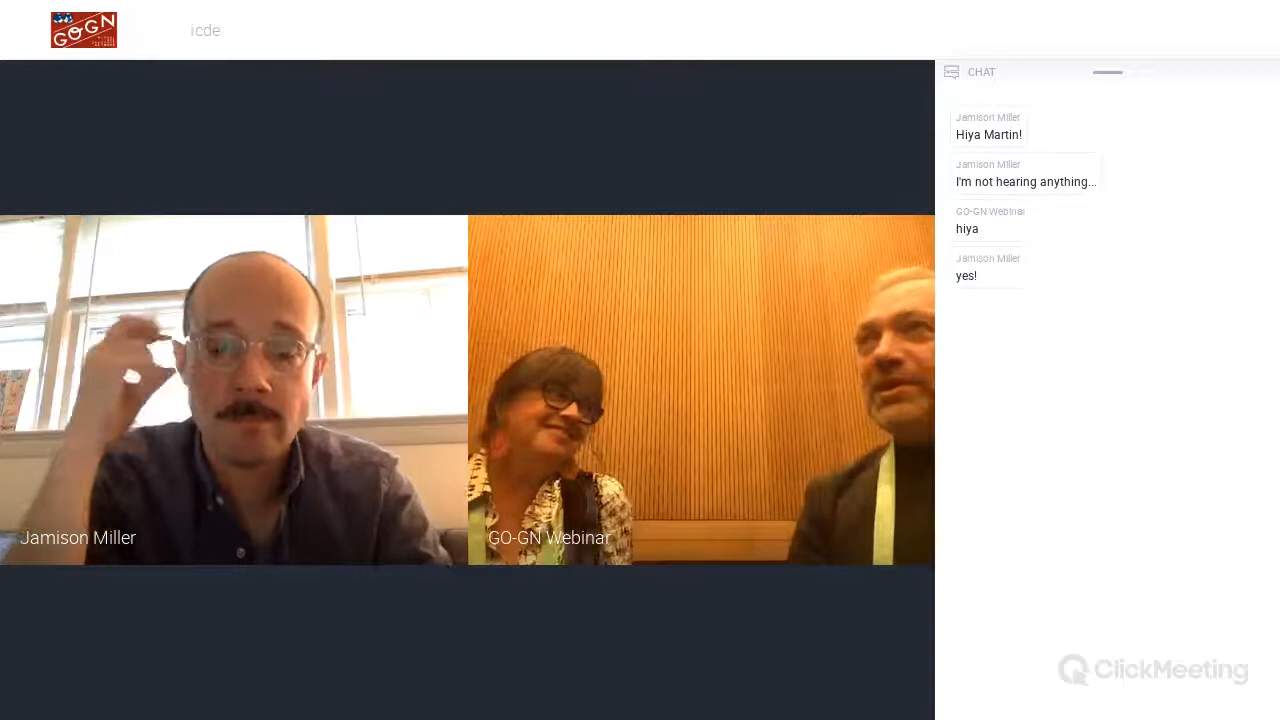 GO-GN
icde
CHAT
Jamison Miller
Hiya Martin!
Jamison Miller
I'm not hearing anything...
GO-GN Webinar
hiya
Jamison Miller
yes!
Jamison Miller
GO-GN Webinar
ClickMeeting